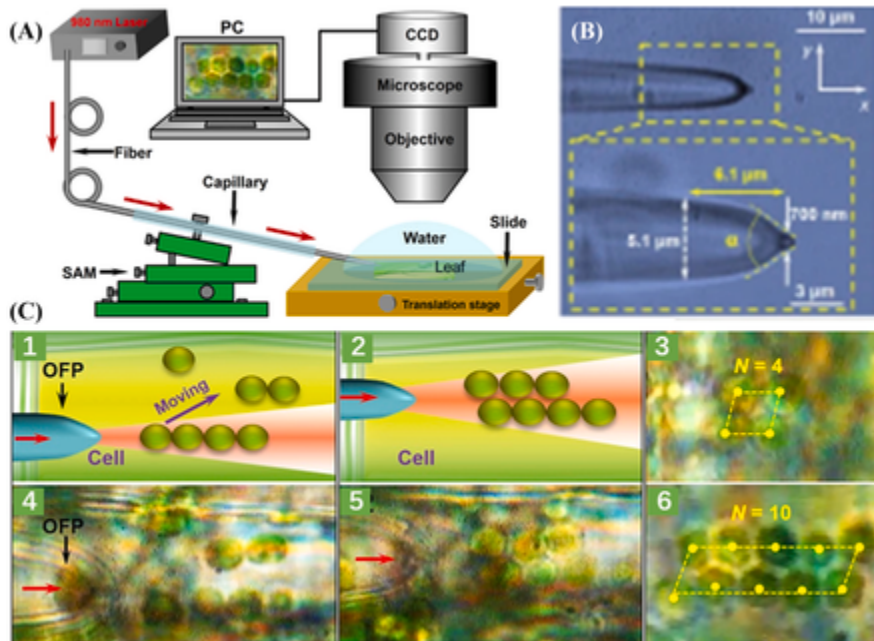 (A)
980 nm Laser
PC
CCD
Microscope
Objective
Fiber
Capillary
SAM
Water
Slide
Leaf
Translation stage
(B)
10 μm
y
x
6.1 μm
700 nm
5.1 μm
α
3 μm
(C)
1
OFP
Moving
Cell
2
Cell
3
N = 4
4
OFP
5
6
N = 10